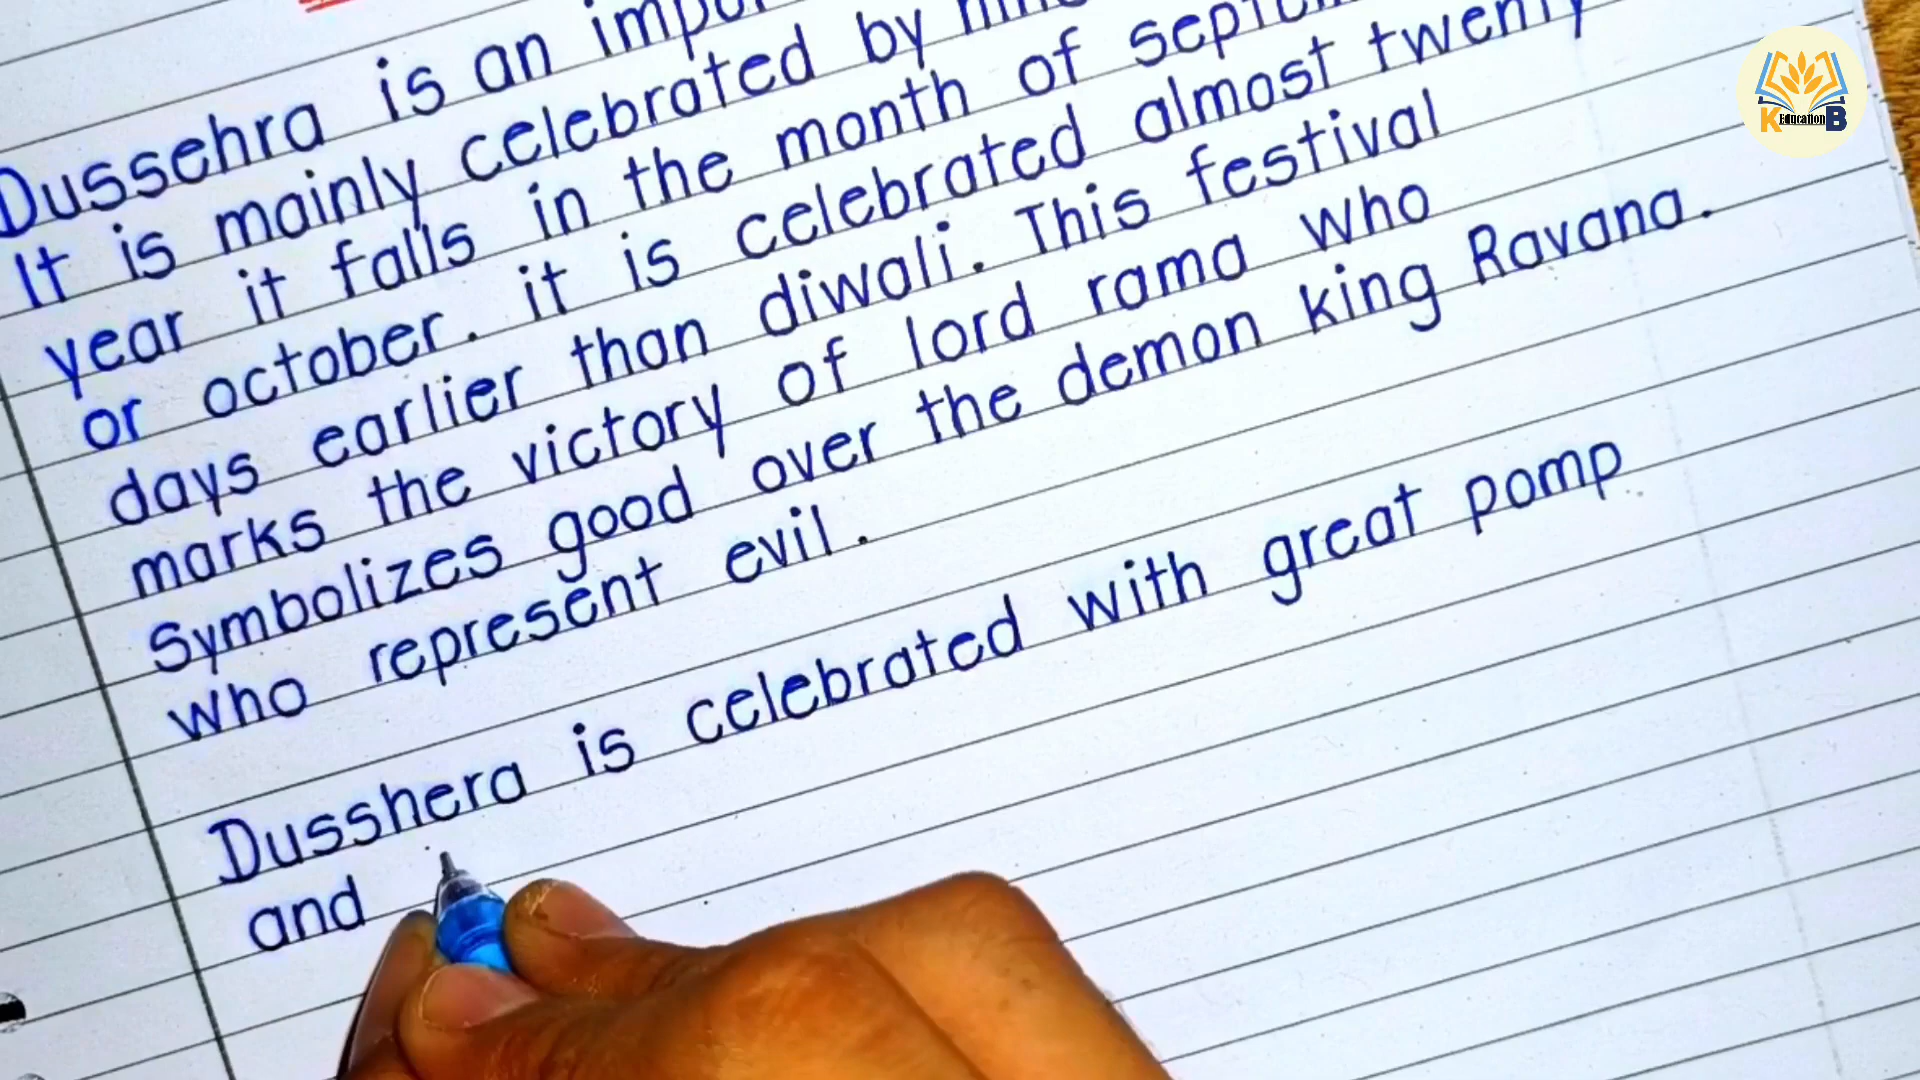 Dussehra is an
It is mainly celebrated by
year it falls in the month of
or october. it is celebrated almost twenty
days earlier than diwali. This festival
marks the victory of lord rama who
Symbolizes good over the demon king Ravana.
who represent evil.
Dusshera is celebrated with great pomp
and
K Education B